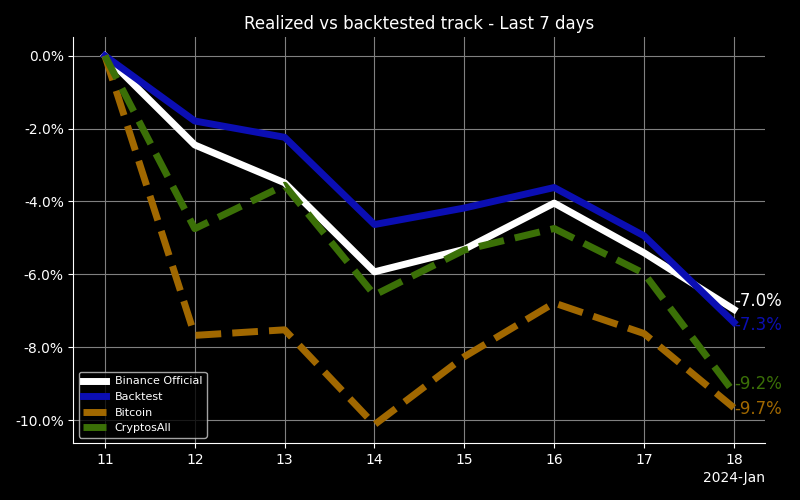 Realized vs backtested track - Last 7 days
0.0%
-2.0%
-4.0%
-6.0%
-8.0%
-10.0%
-7.0%
-7.3%
-9.2%
-9.7%
Binance Official
Backtest
Bitcoin
CryptosAll
11 12 13 14 15 16 17 18
2024-Jan